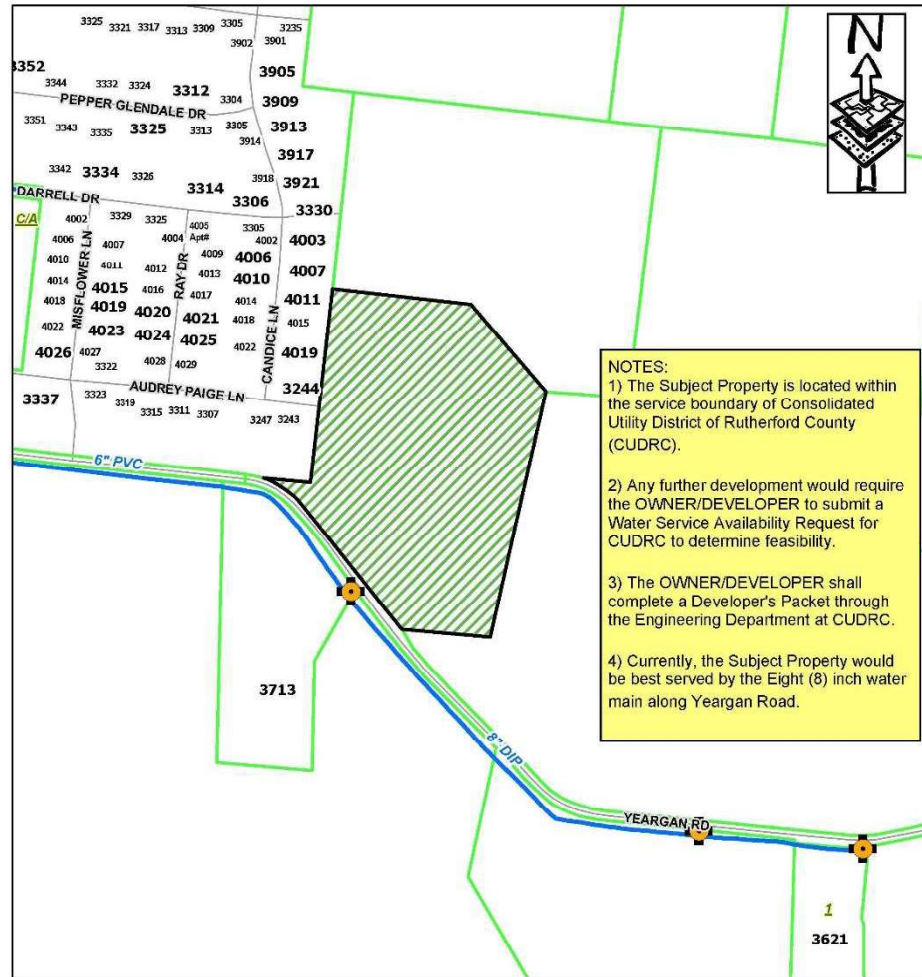 3325 3321 3317 3313 3309 3305 3235
3902 3901
3352 3344 3332 3324 3312 3304 3905
PEPPER GLENDALE DR 3909
3351 3343 3335 3325 3313 3305 3913
3914
3917
3342 3334 3326 3314 3918 3921
3306 3330
DARRELL DR
C/A
4002 3329 3325 4005 3305
4006 4007 4004 Apt# 4002 4003
4010 4011 4012 4009 4006 4007
4014 4015 4016 4013 4010
4018 4019 4020 4017 4014 4011
4022 4023 4024 4021 4018 4015
4026 4027 4028 4025 4022 4019
3322 4029 3244
MISFLOWER LN
RAY DR
CANDICE LN
AUDREY PAIGE LN
3337 3323 3319 3315 3311 3307 3247 3243
6" PVC
NOTES:
1) The Subject Property is located within
the service boundary of Consolidated
Utility District of Rutherford County
(CUDRC).
2) Any further development would require
the OWNER/DEVELOPER to submit a
Water Service Availability Request for
CUDRC to determine feasibility.
3) The OWNER/DEVELOPER shall
complete a Developer's Packet through
the Engineering Department at CUDRC.
4) Currently, the Subject Property would
be best served by the Eight (8) inch water
main along Yeargan Road.
3713
8" DIP
YEARGAN RD
1
3621
N